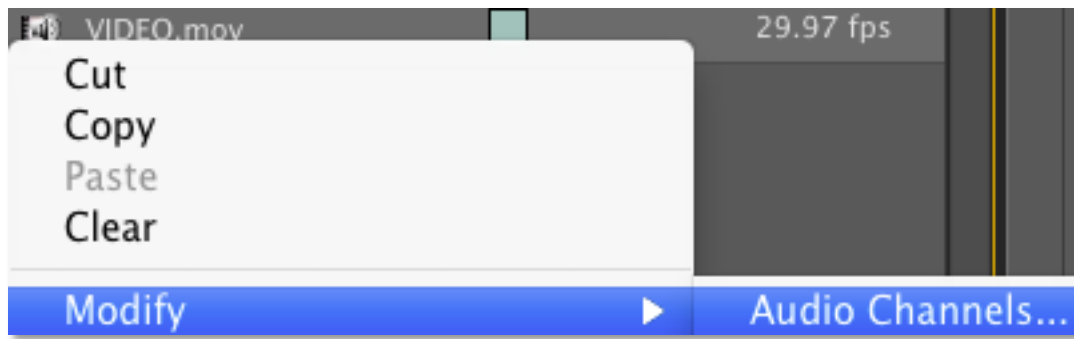 VIDEO.mov 29.97 fps
Cut
Copy
Paste
Clear
Modify Audio Channels...